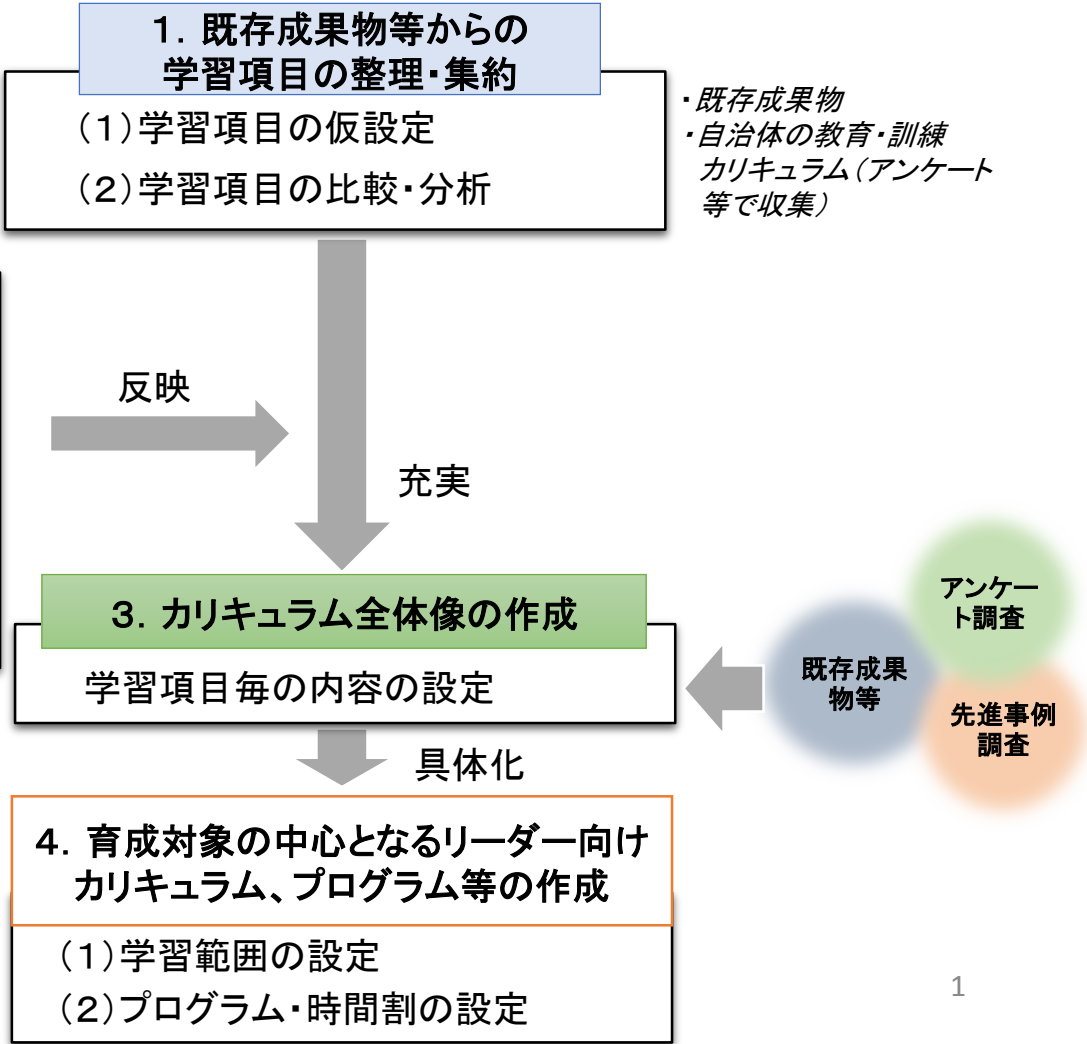 １．既存成果物等からの
学習項目の整理・集約
（１）学習項目の仮設定
（２）学習項目の比較・分析
・既存成果物
・自治体の教育・訓練
カリキュラム（アンケート
等で収集）
反映
充実
３．カリキュラム全体像の作成
学習項目毎の内容の設定
アンケー
ト調査
既存成果
物等
先進事例
調査
具体化
４．育成対象の中心となるリーダー向け
カリキュラム、プログラム等の作成
（１）学習範囲の設定
（２）プログラム・時間割の設定
1